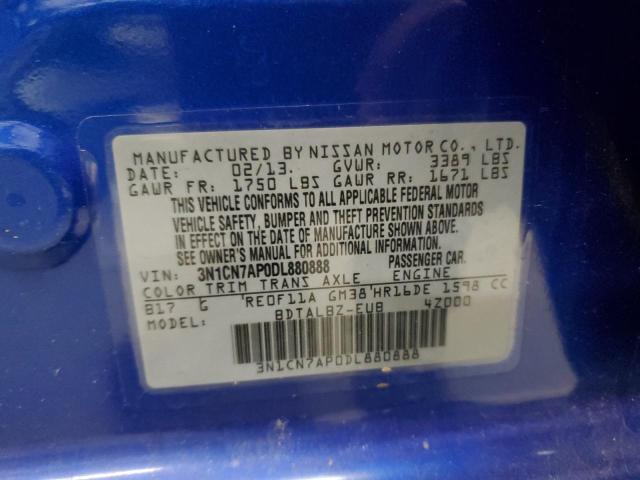 MANUFACTURED BY NISSAN MOTOR CO., LTD.
DATE: 02/13. GVWR: 3389 LBS
GAWR FR: 1750 LBS GAWR RR: 1671 LBS
THIS VEHICLE CONFORMS TO ALL APPLICABLE FEDERAL MOTOR
VEHICLE SAFETY, BUMPER AND THEFT PREVENTION STANDARDS
IN EFFECT ON THE DATE OF MANUFACTURE SHOWN ABOVE.
SEE OWNER'S MANUAL FOR ADDITIONAL INFORMATION.
VIN: 3N1CN7AP0DL880888 PASSENGER CAR.
COLOR TRIM TRANS AXLE ENGINE
B17 G RE0F11A GM38 HR16DE 1598 CC
MODEL: BDTALBZ-EUB 4Z000
3N1CN7AP0DL880888